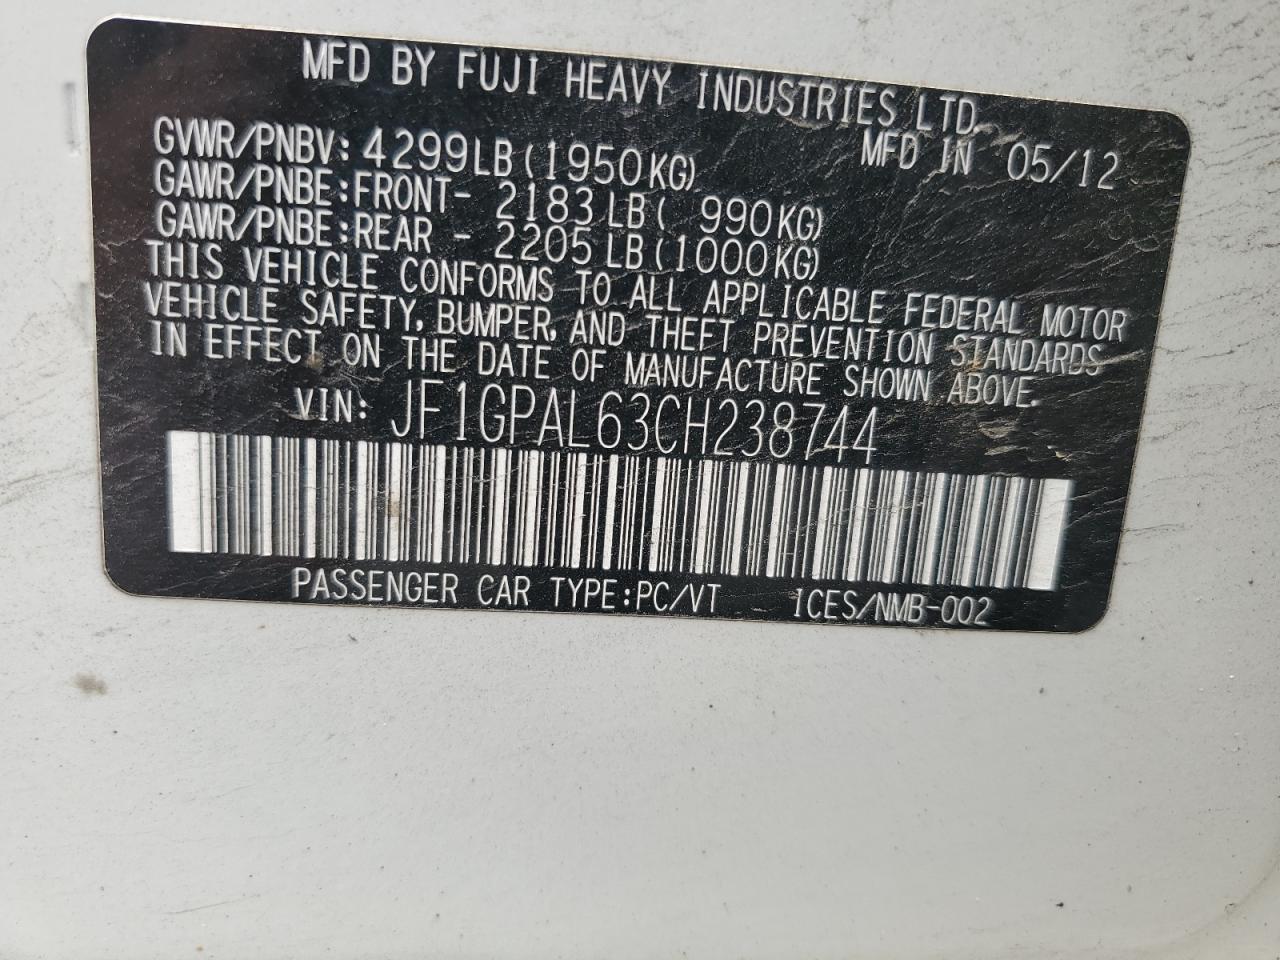 MFD BY FUJI HEAVY INDUSTRIES LTD.
MFD IN 05/12
GVWR/PNBV: 4299LB (1950KG)
GAWR/PNBE:FRONT- 2183LB( 990KG)
GAWR/PNBE:REAR - 2205LB(1000KG)
THIS VEHICLE CONFORMS TO ALL APPLICABLE FEDERAL MOTOR
VEHICLE SAFETY, BUMPER, AND THEFT PREVENTION STANDARDS
IN EFFECT ON THE DATE OF MANUFACTURE SHOWN ABOVE.
VIN: JF1GPAL63CH238744
PASSENGER CAR TYPE:PC/VT ICES/NMB-002